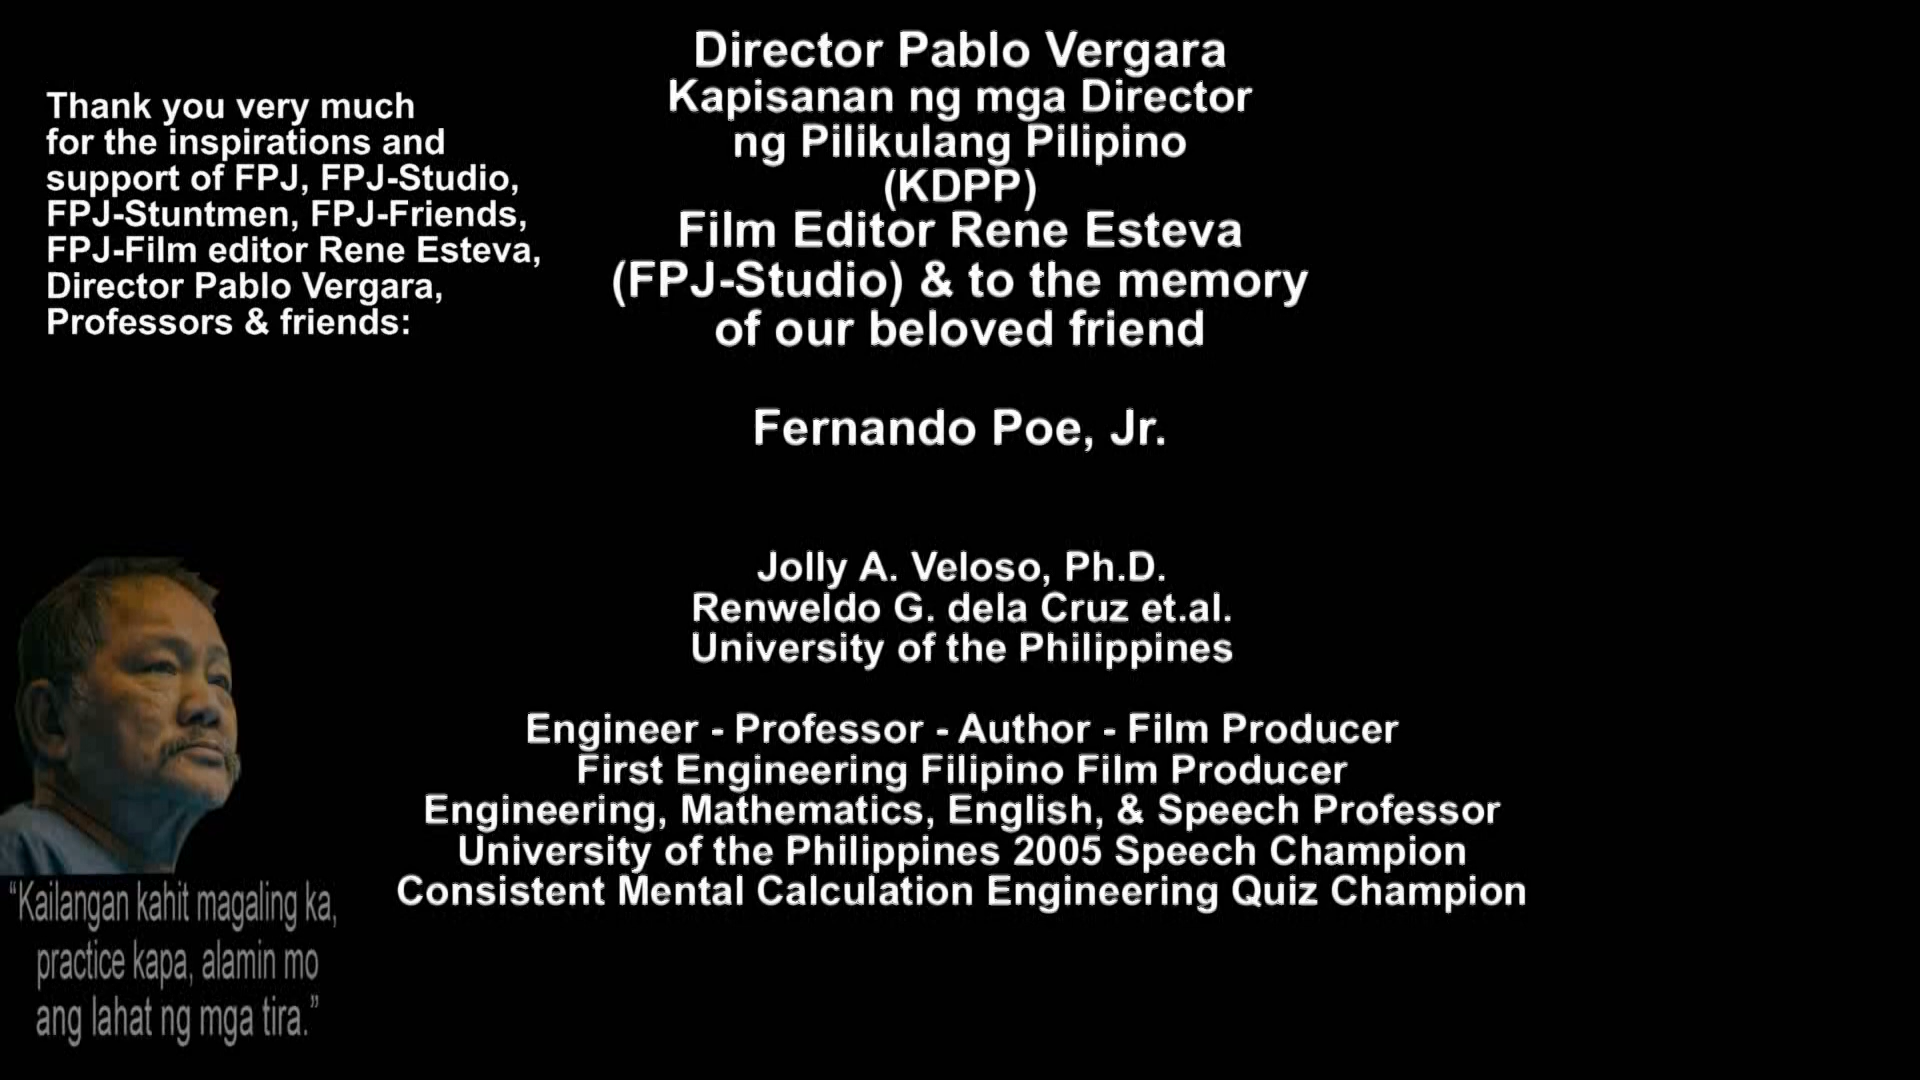 Thank you very much
for the inspirations and
support of FPJ, FPJ-Studio,
FPJ-Stuntmen, FPJ-Friends,
FPJ-Film editor Rene Esteva,
Director Pablo Vergara,
Professors & friends:
Director Pablo Vergara
Kapisanan ng mga Director
ng Pilikulang Pilipino
(KDPP)
Film Editor Rene Esteva
(FPJ-Studio) & to the memory
of our beloved friend
Fernando Poe, Jr.
Jolly A. Veloso, Ph.D.
Renweldo G. dela Cruz et.al.
University of the Philippines
Engineer - Professor - Author - Film Producer
First Engineering Filipino Film Producer
Engineering, Mathematics, English, & Speech Professor
University of the Philippines 2005 Speech Champion
Consistent Mental Calculation Engineering Quiz Champion
“Kailangan kahit magaling ka,
practice kapa, alamin mo
ang lahat ng mga tira.”